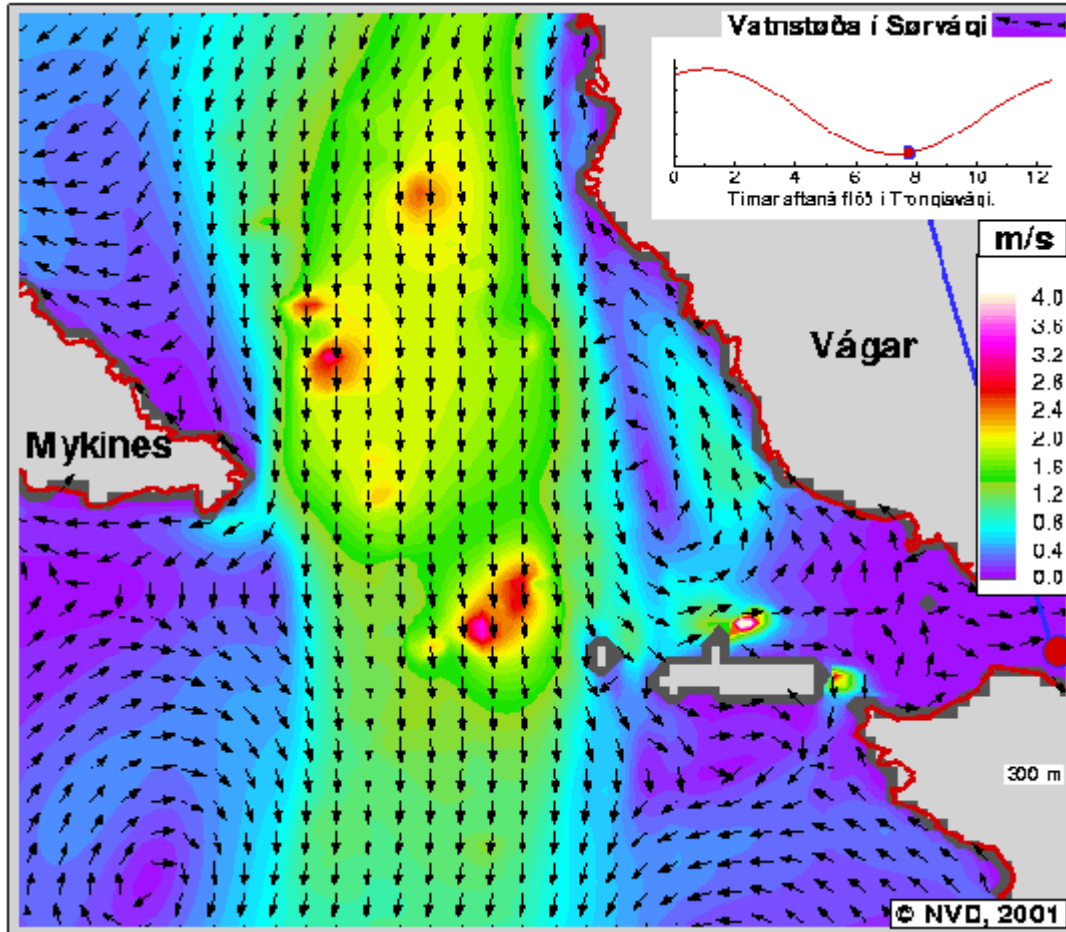 Vatnstøða í Sørvági
0 2 4 6 8 10 12
Tímar aftaná flóð í Trongisvági.
m/s
4.0
3.6
3.2
2.8
2.4
2.0
1.6
1.2
0.8
0.4
0.0
Vágar
Mykines
300 m
© NVD, 2001